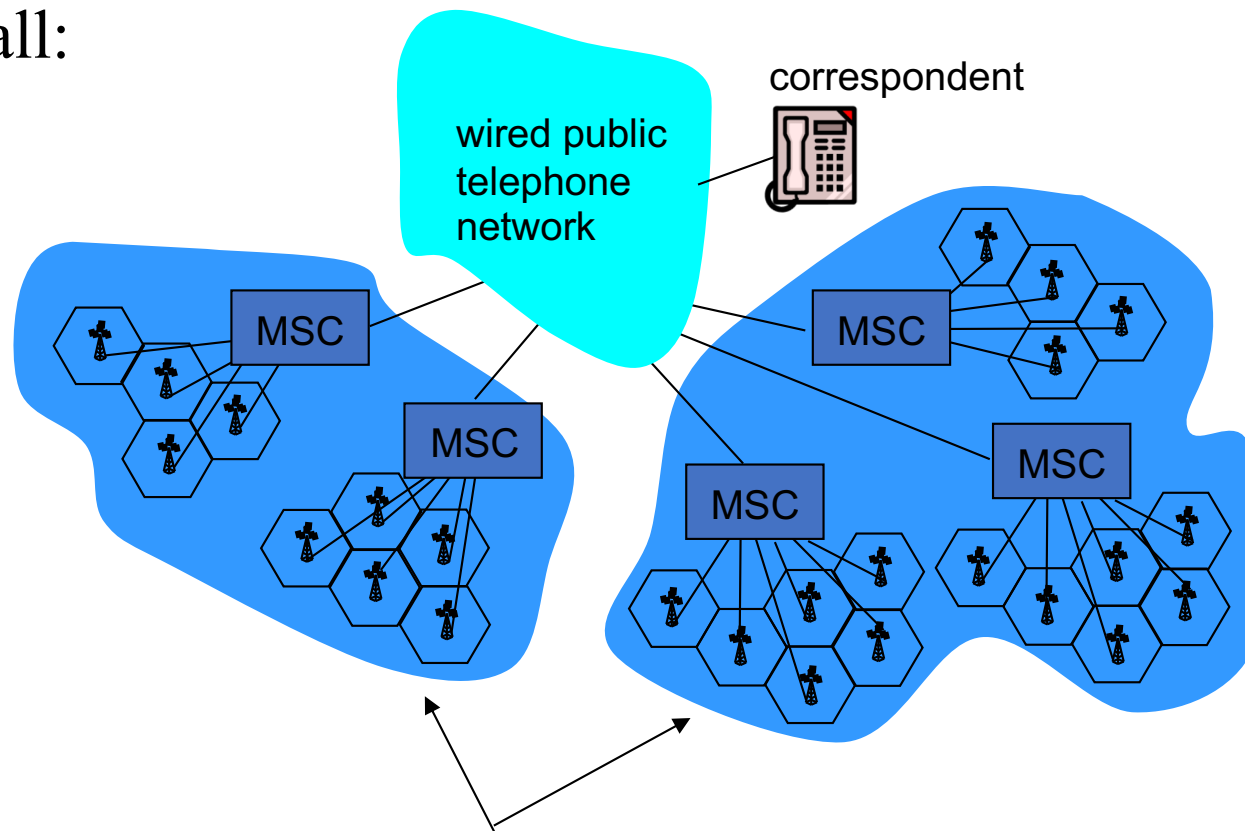 all:
correspondent
wired public
telephone
network
MSC
MSC
MSC
MSC
MSC